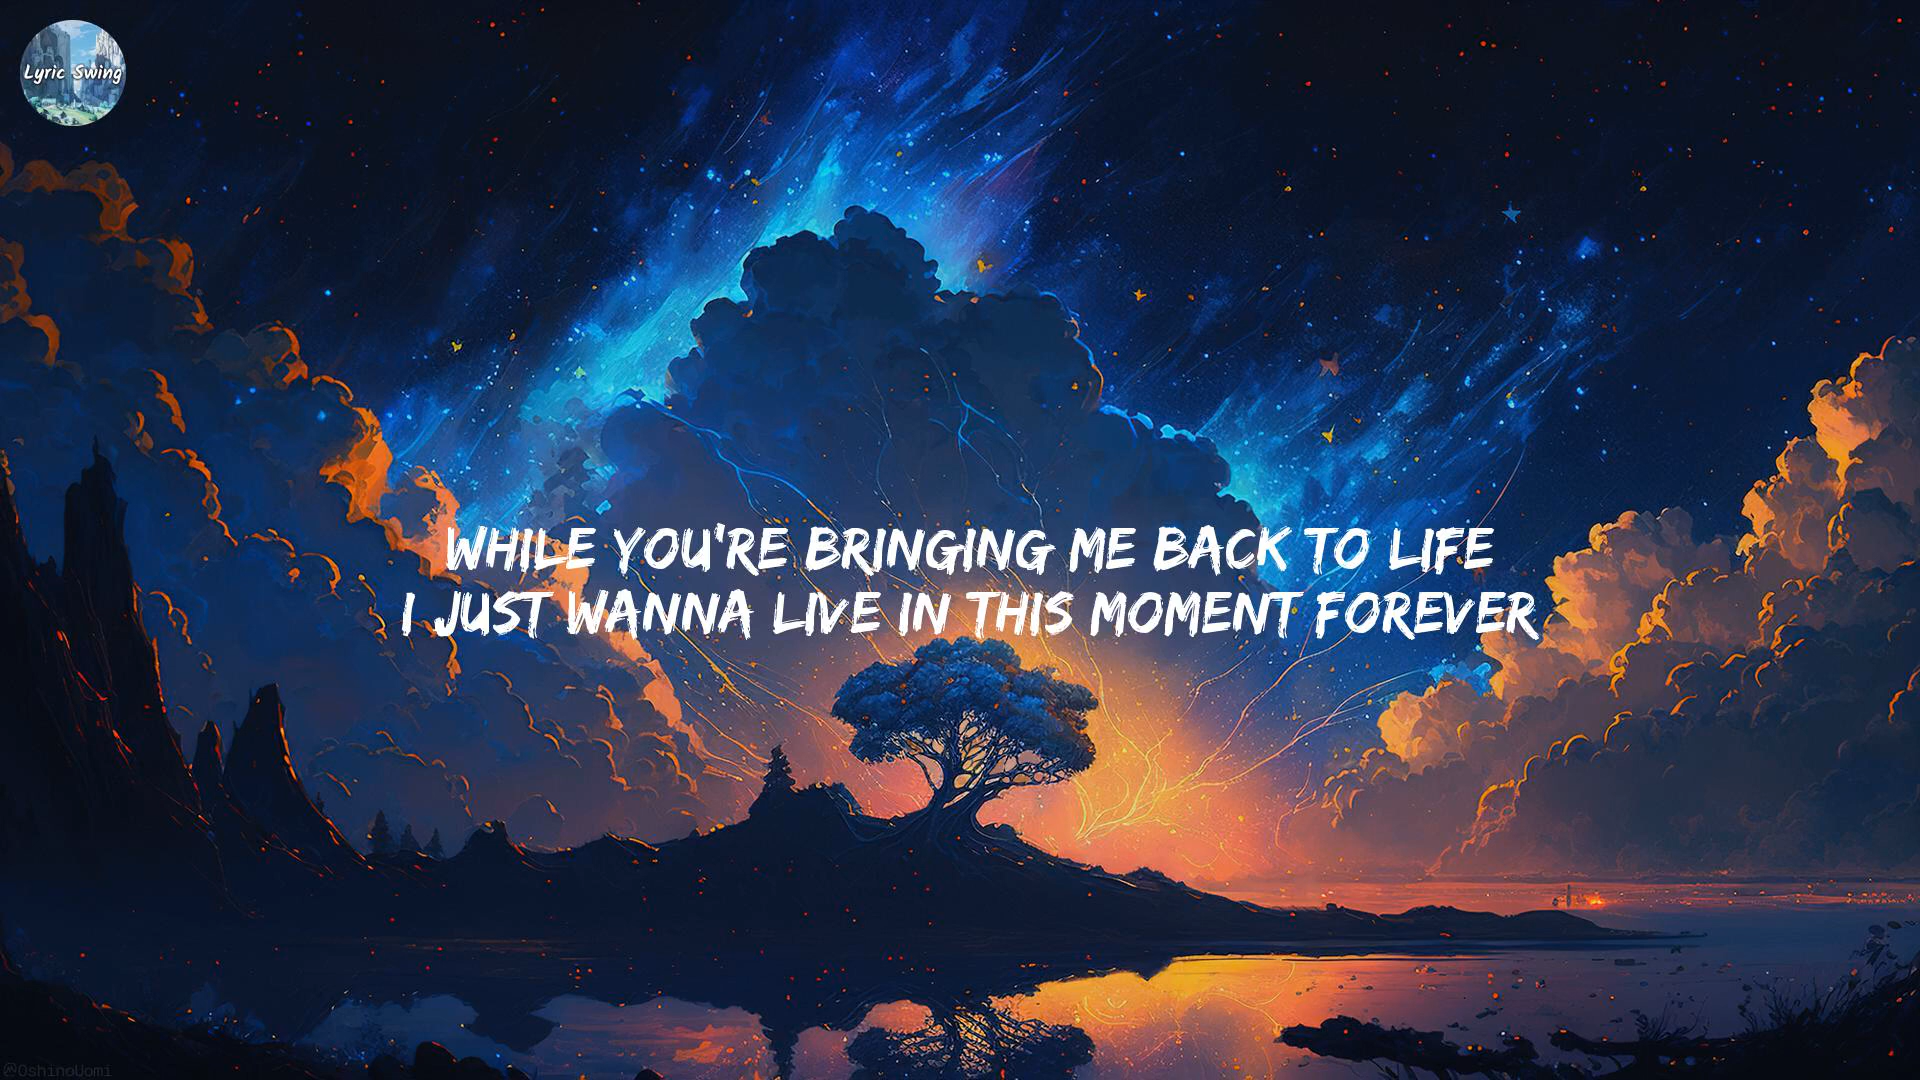 Lyric Swing
WHILE YOU'RE BRINGING ME BACK TO LIFE
I JUST WANNA LIVE IN THIS MOMENT FOREVER
@OshinoUomi